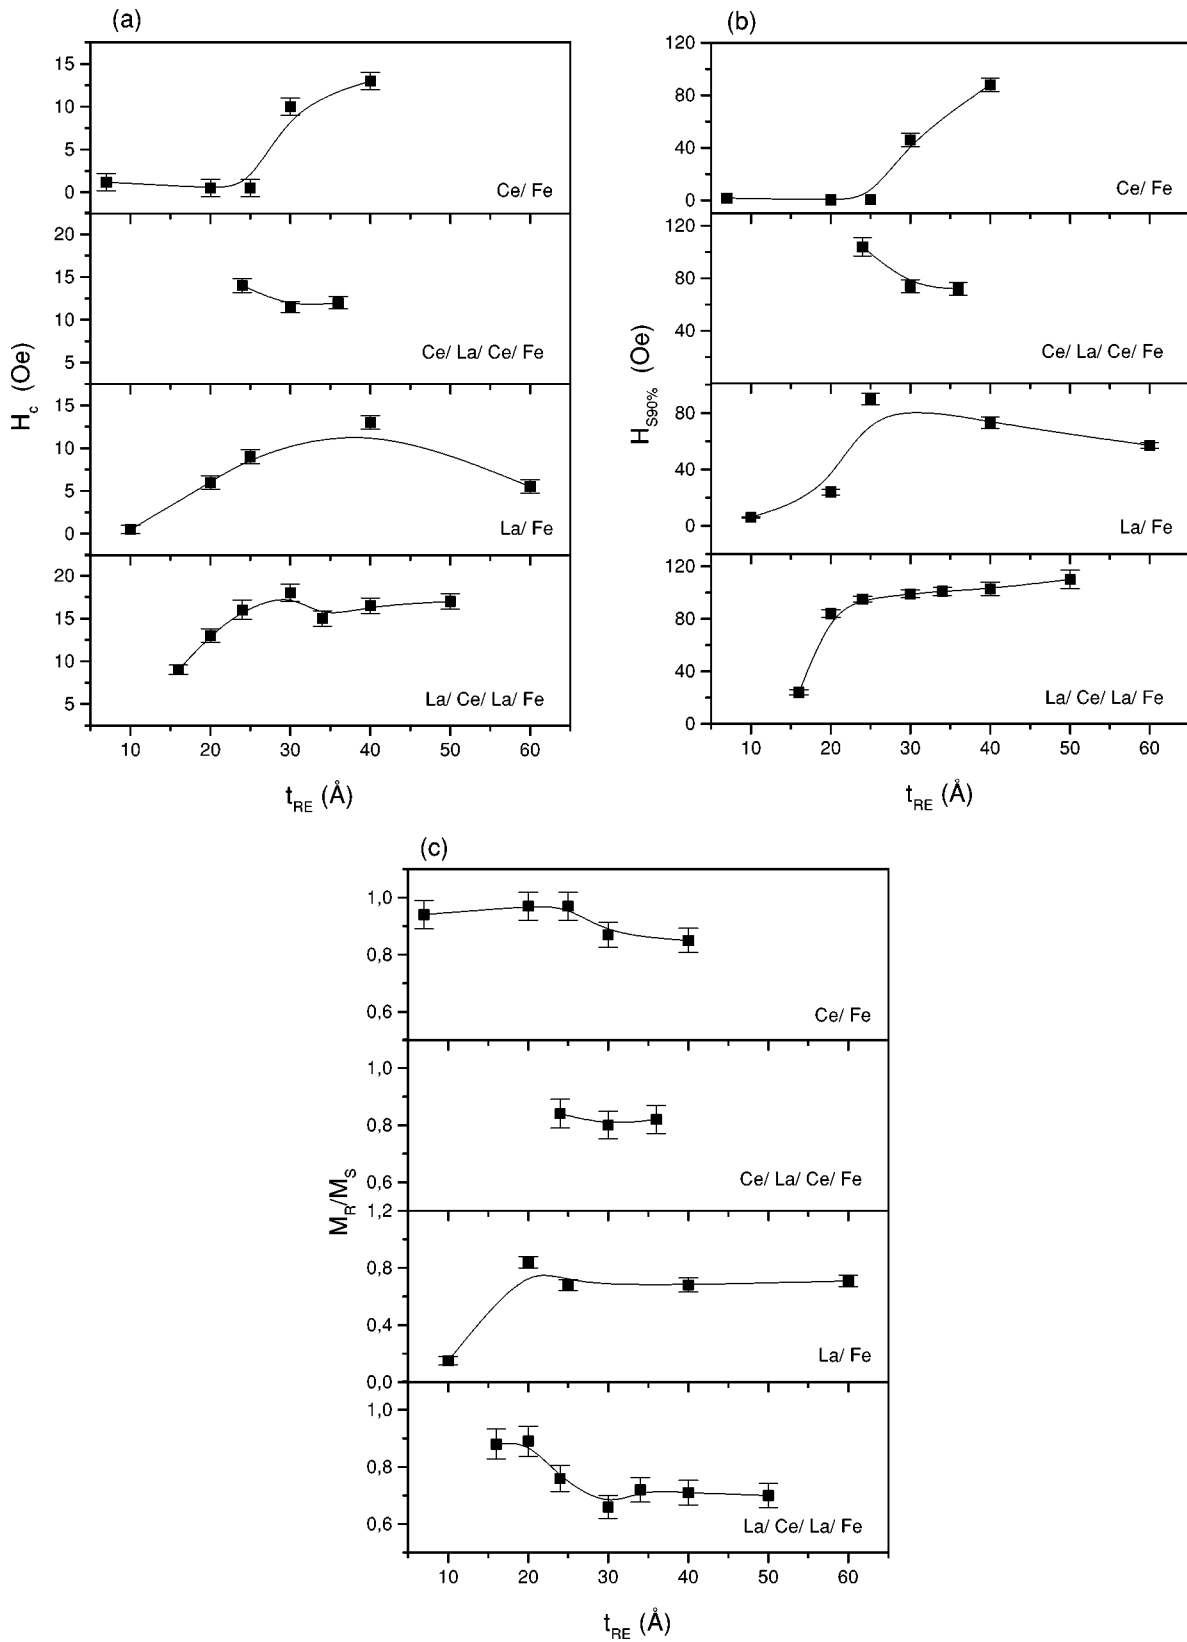 (a)
15
10
5
0
Ce/ Fe
20
15
10
5
Ce/ La/ Ce/ Fe
15
10
5
0
La/ Fe
20
15
10
5
La/ Ce/ La/ Fe
10 20 30 40 50 60
H_c (Oe)
t_RE (Å)
(b)
120
80
40
0
Ce/ Fe
120
80
40
Ce/ La/ Ce/ Fe
80
40
0
La/ Fe
120
80
40
0
La/ Ce/ La/ Fe
10 20 30 40 50 60
H_S90% (Oe)
t_RE (Å)
(c)
1,0
0,8
0,6
Ce/ Fe
1,0
0,8
0,6
Ce/ La/ Ce/ Fe
1,2
0,8
0,4
0,0
La/ Fe
1,0
0,8
0,6
La/ Ce/ La/ Fe
10 20 30 40 50 60
M_R/M_S
t_RE (Å)